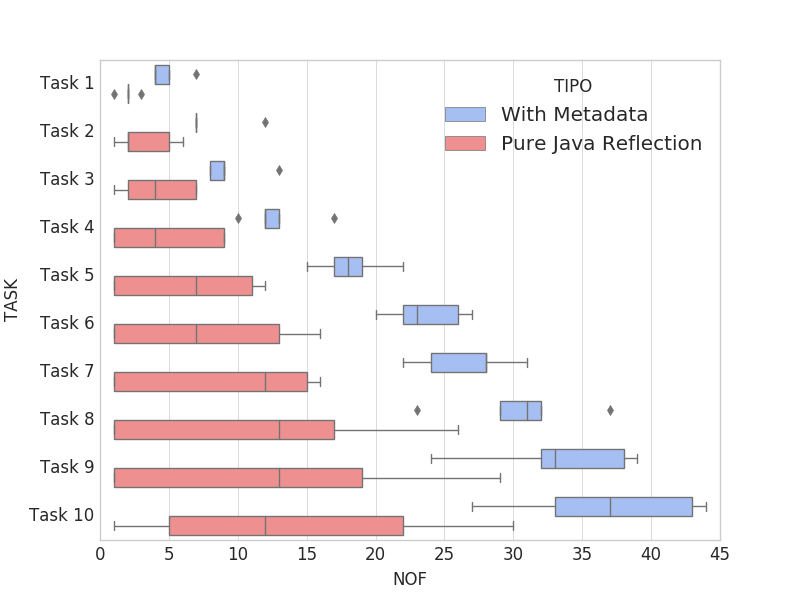 TIPO
With Metadata
Pure Java Reflection
TASK
Task 1
Task 2
Task 3
Task 4
Task 5
Task 6
Task 7
Task 8
Task 9
Task 10
0 5 10 15 20 25 30 35 40 45
NOF